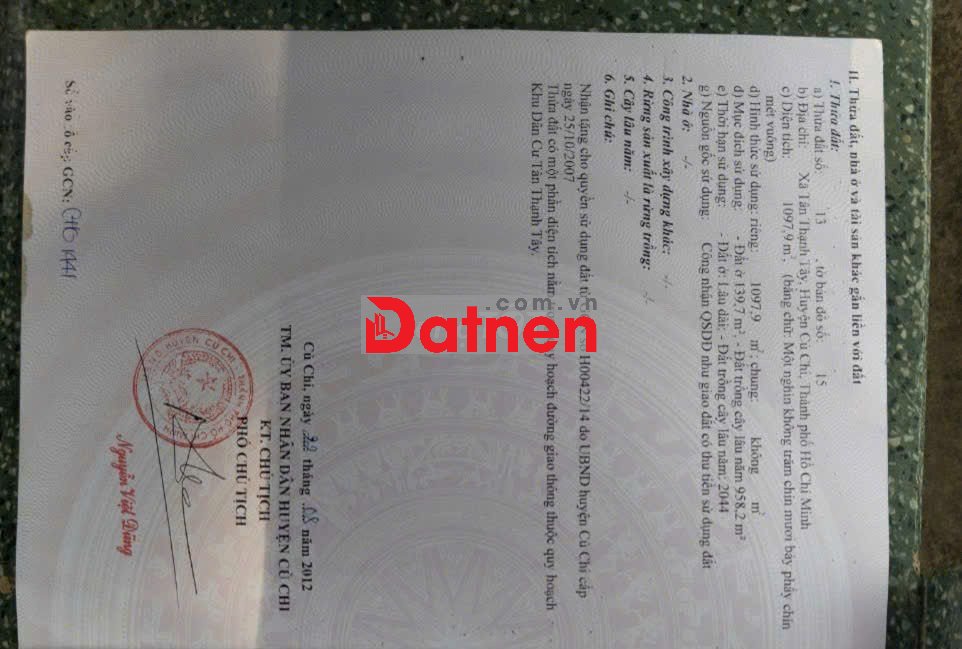 II. Thửa đất, nhà ở và tài sản khác gắn liền với đất
1. Thửa đất:
a) Thửa đất số: 13 , tờ bản đồ số: 15
b) Địa chỉ: Xã Tân Thạnh Tây, Huyện Củ Chi, Thành phố Hồ Chí Minh
c) Diện tích: 1097,9 m², (bằng chữ: Một nghìn không trăm chín mươi bảy phẩy chín
mét vuông)
d) Hình thức sử dụng: riêng: 1097,9 m²; chung: không m²
đ) Mục đích sử dụng: - Đất ở 139,7 m², - Đất trồng cây lâu năm 958,2 m²
e) Thời hạn sử dụng: - Đất ở: Lâu dài; - Đất trồng cây lâu năm: 2044
g) Nguồn gốc sử dụng: Công nhận QSDĐ như giao đất có thu tiền sử dụng đất
2. Nhà ở: -/-
3. Công trình xây dựng khác: -/-
4. Rừng sản xuất là rừng trồng: -/-
5. Cây lâu năm: -/-
6. Ghi chú:
Nhận tặng cho quyền sử dụng đất số H00422/14 do UBND huyện Củ Chi cấp
ngày 25/10/2007
Thửa đất có một phần diện tích nằm hoạch đường giao thông thuộc quy hoạch
Khu Dân Cư Tân Thạnh Tây.
Datnen
.com.vn
Củ Chi, ngày 22 tháng 08 năm 2012
TM. ỦY BAN NHÂN DÂN HUYỆN CỦ CHI
KT. CHỦ TỊCH
PHÓ CHỦ TỊCH
HUYỆN CỦ CHI
Nguyễn Việt Dũng
Số vào sổ cấp GCN: CH01441